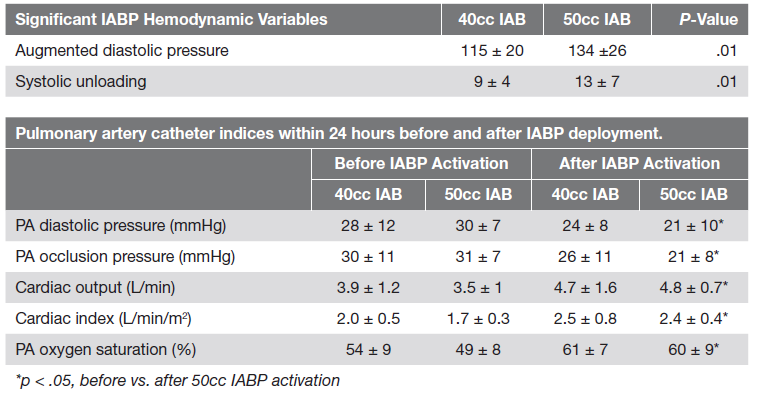 Significant IABP Hemodynamic Variables 40cc IAB 50cc IAB P-Value
Augmented diastolic pressure 115 ± 20 134 ±26 .01
Systolic unloading 9 ± 4 13 ± 7 .01
Pulmonary artery catheter indices within 24 hours before and after IABP deployment.
Before IABP Activation After IABP Activation
40cc IAB 50cc IAB 40cc IAB 50cc IAB
PA diastolic pressure (mmHg) 28 ± 12 30 ± 7 24 ± 8 21 ± 10*
PA occlusion pressure (mmHg) 30 ± 11 31 ± 7 26 ± 11 21 ± 8*
Cardiac output (L/min) 3.9 ± 1.2 3.5 ± 1 4.7 ± 1.6 4.8 ± 0.7*
Cardiac index (L/min/m²) 2.0 ± 0.5 1.7 ± 0.3 2.5 ± 0.8 2.4 ± 0.4*
PA oxygen saturation (%) 54 ± 9 49 ± 8 61 ± 7 60 ± 9*
*p < .05, before vs. after 50cc IABP activation